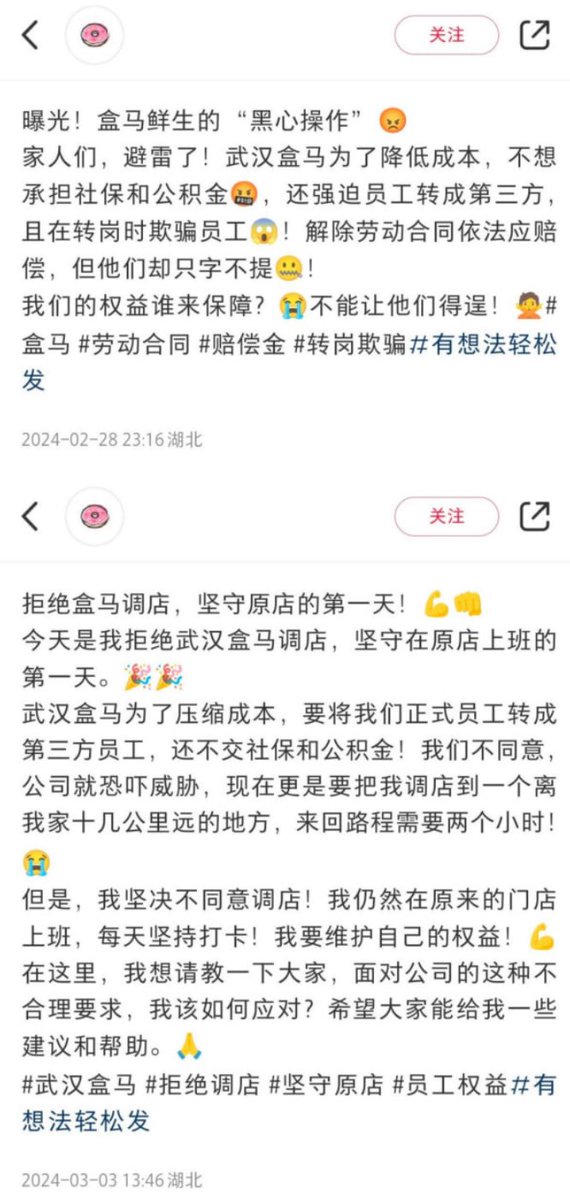 关注
曝光！盒马鲜生的“黑心操作”😡
家人们，避雷了！武汉盒马为了降低成本，不想
承担社保和公积金🤬，还强迫员工转成第三方，
且在转岗时欺骗员工😱！解除劳动合同依法应赔
偿，但他们却只字不提🤐！
我们的权益谁来保障？😭不能让他们得逞！🙅#
盒马 #劳动合同 #赔偿金 #转岗欺骗#有想法轻松
发
2024-02-28 23:16 湖北
关注
拒绝盒马调店，坚守原店的第一天！💪👊
今天是我拒绝武汉盒马调店，坚守在原店上班的
第一天。🎉🎉
武汉盒马为了压缩成本，要将我们正式员工转成
第三方员工，还不交社保和公积金！我们不同意，
公司就恐吓威胁，现在更是要把我调店到一个离
我家十几公里远的地方，来回路程需要两个小时！
😭
但是，我坚决不同意调店！我仍然在原来的门店
上班，每天坚持打卡！我要维护自己的权益！💪
在这里，我想请教一下大家，面对公司的这种不
合理要求，我该如何应对？希望大家能给我一些
建议和帮助。🙏
#武汉盒马 #拒绝调店 #坚守原店 #员工权益#有
想法轻松发
2024-03-03 13:46 湖北